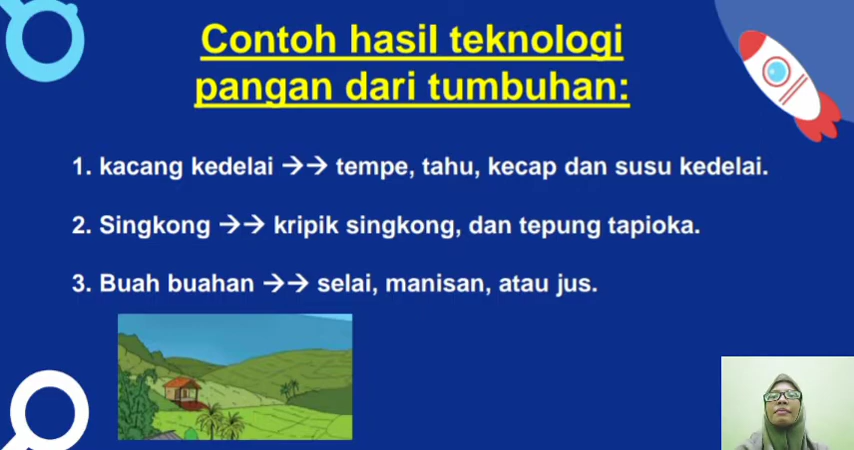 Contoh hasil teknologi
pangan dari tumbuhan:
1. kacang kedelai →→ tempe, tahu, kecap dan susu kedelai.
2. Singkong →→ kripik singkong, dan tepung tapioka.
3. Buah buahan →→ selai, manisan, atau jus.